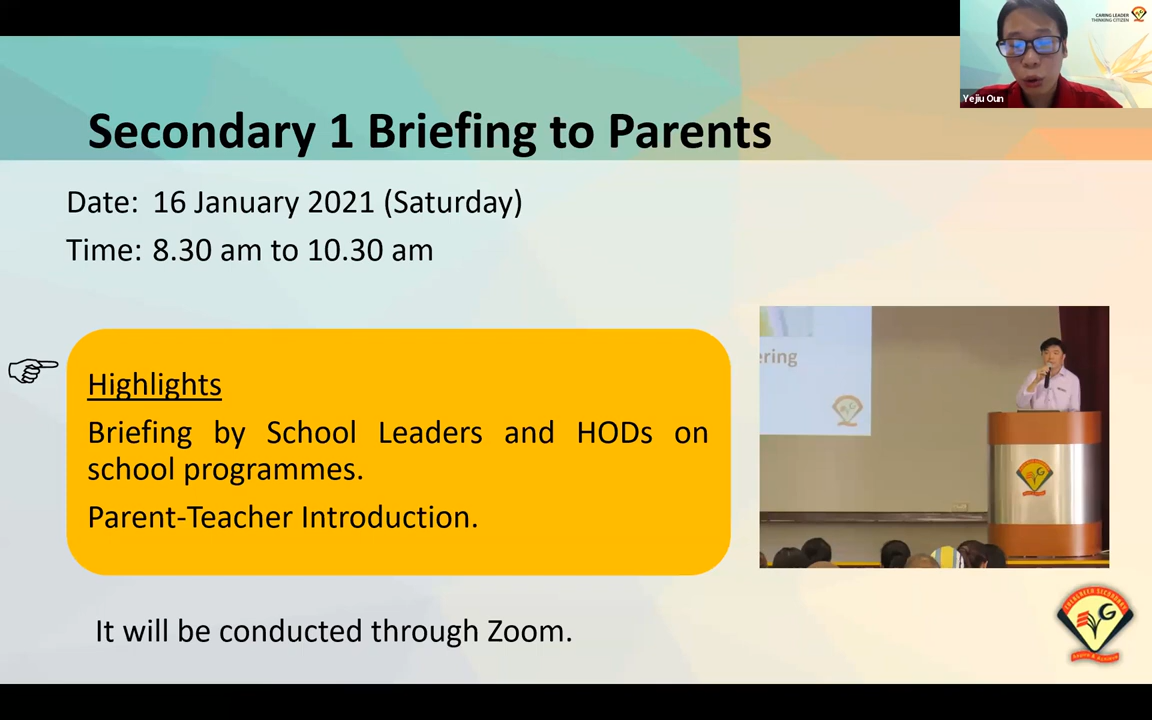 CARING LEADER
THINKING CITIZEN
Yejiu Oun
Secondary 1 Briefing to Parents
Date: 16 January 2021 (Saturday)
Time: 8.30 am to 10.30 am
Highlights
Briefing by School Leaders and HODs on
school programmes.
Parent-Teacher Introduction.
ering
It will be conducted through Zoom.
EVERGREEN SECONDARY